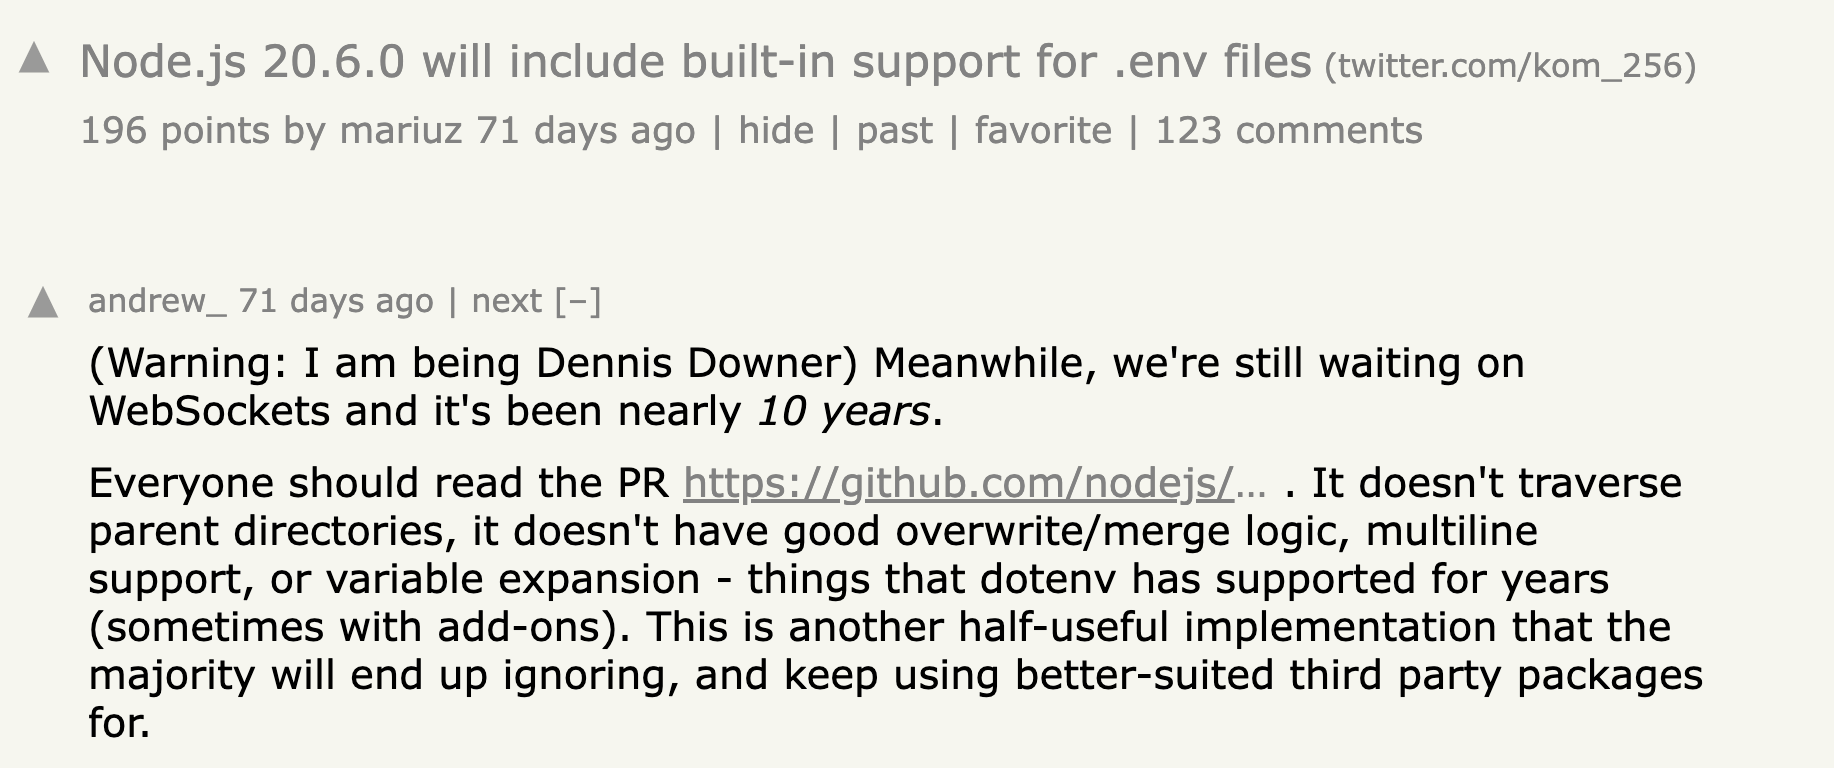 ▲ Node.js 20.6.0 will include built-in support for .env files (twitter.com/kom_256)
196 points by mariuz 71 days ago | hide | past | favorite | 123 comments
▲ andrew_ 71 days ago | next [–]
(Warning: I am being Dennis Downer) Meanwhile, we're still waiting on
WebSockets and it's been nearly 10 years.
Everyone should read the PR https://github.com/nodejs/... . It doesn't traverse
parent directories, it doesn't have good overwrite/merge logic, multiline
support, or variable expansion - things that dotenv has supported for years
(sometimes with add-ons). This is another half-useful implementation that the
majority will end up ignoring, and keep using better-suited third party packages
for.